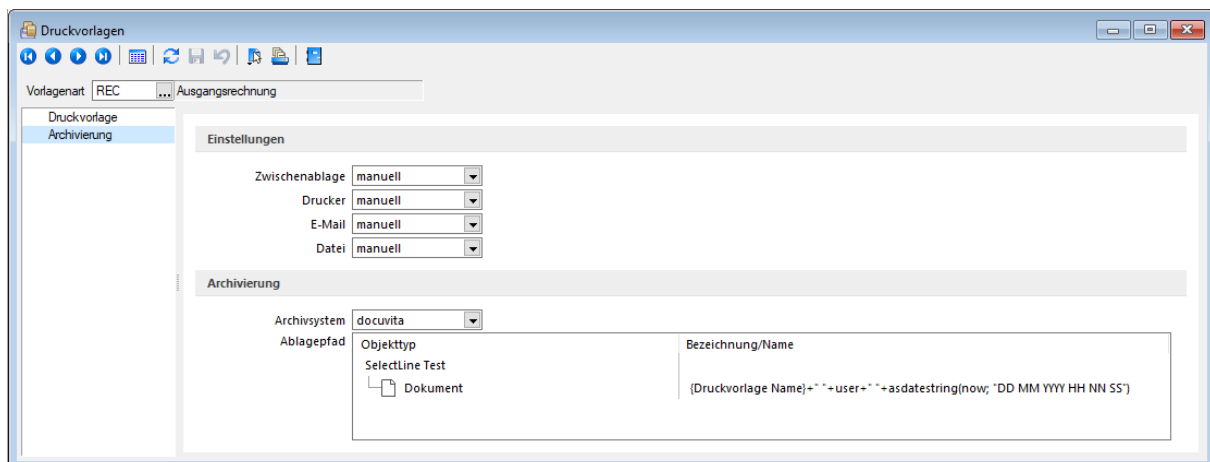 Druckvorlagen
Vorlagenart REC ... Ausgangsrechnung
Druckvorlage
Archivierung
Einstellungen
Zwischenablage manuell
Drucker manuell
E-Mail manuell
Datei manuell
Archivierung
Archivsystem docuvita
Ablagepfad Objekttyp Bezeichnung/Name
SelectLine Test
Dokument {Druckvorlage Name}+" "+user+" "+asdatestring(now; "DD MM YYYY HH NN SS")